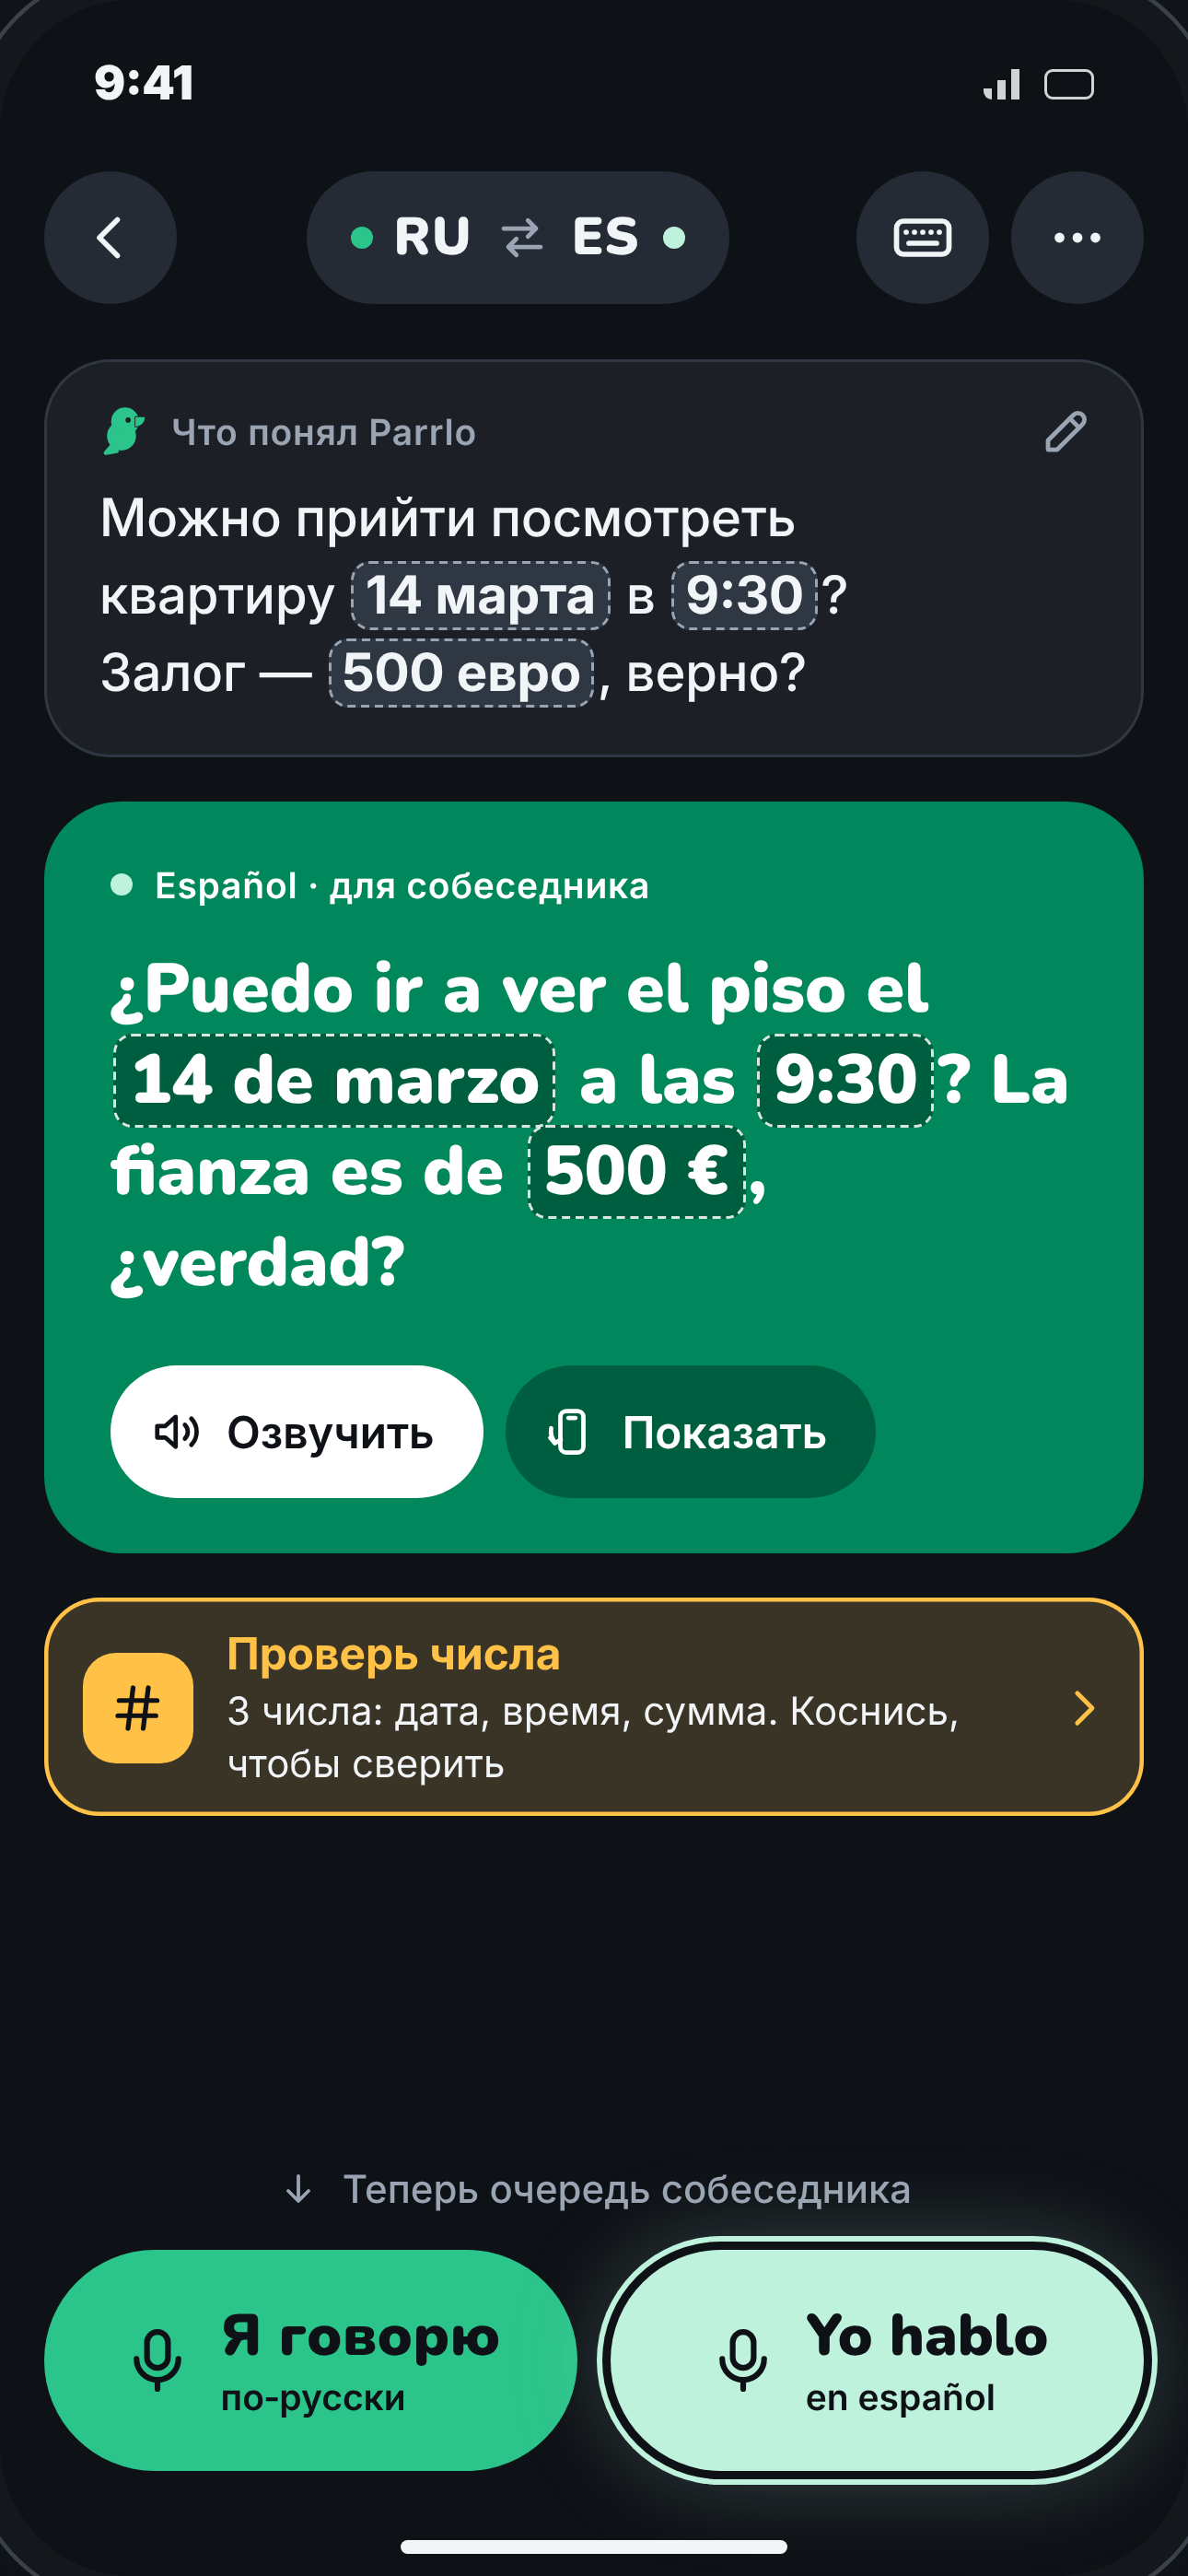 9:41
RU ES
Что понял Parrlo
Можно прийти посмотреть
квартиру 14 марта в 9:30?
Залог — 500 евро, верно?
Español · для собеседника
¿Puedo ir a ver el piso el
14 de marzo a las 9:30? La
fianza es de 500 €,
¿verdad?
Озвучить Показать
#
Проверь числа
3 числа: дата, время, сумма. Коснись,
чтобы сверить
↓ Теперь очередь собеседника
Я говорю
по-русски
Yo hablo
en español